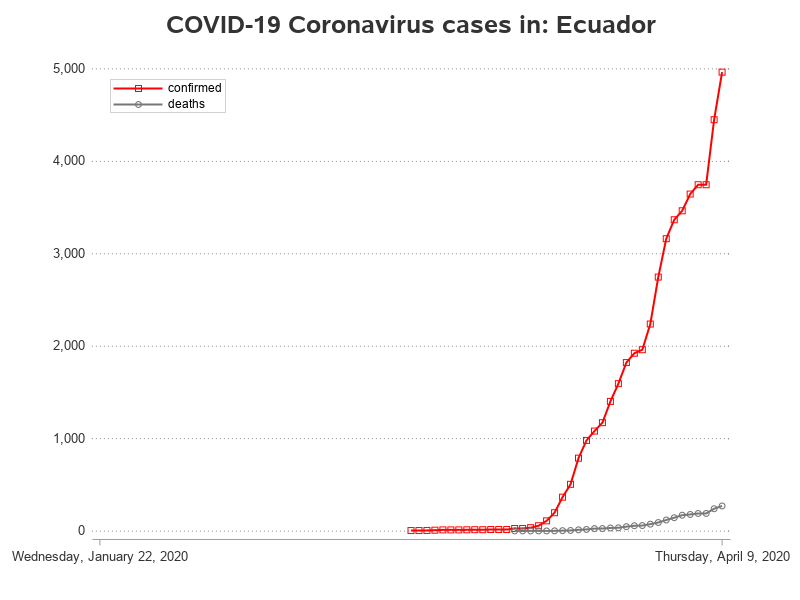 COVID-19 Coronavirus cases in: Ecuador
5,000
confirmed
deaths
4,000
3,000
2,000
1,000
0
Wednesday, January 22, 2020
Thursday, April 9, 2020